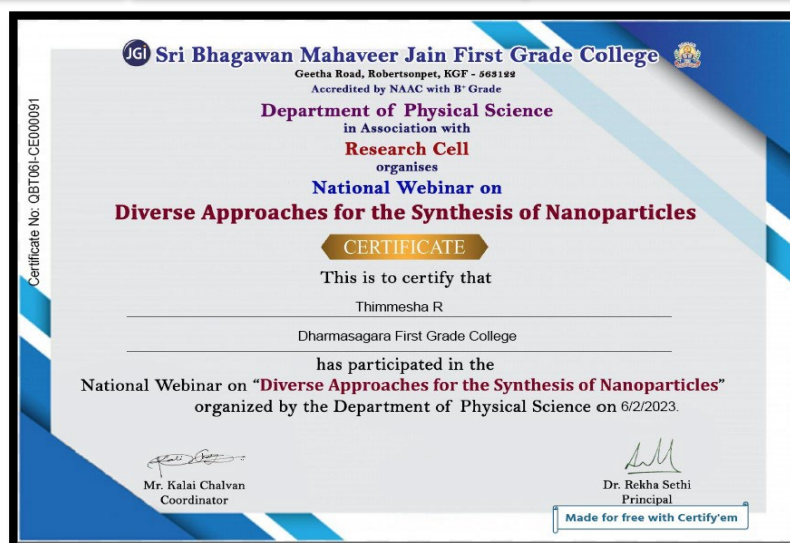 JGI Sri Bhagawan Mahaveer Jain First Grade College
Geetha Road, Robertsonpet, KGF - 563122
Accredited by NAAC with B+ Grade
Department of Physical Science
in Association with
Research Cell
organises
National Webinar on
Diverse Approaches for the Synthesis of Nanoparticles
CERTIFICATE
This is to certify that
Thimmesha R
Dharmasagara First Grade College
has participated in the
National Webinar on “Diverse Approaches for the Synthesis of Nanoparticles”
organized by the Department of Physical Science on 6/2/2023.
Mr. Kalai Chalvan
Coordinator
Dr. Rekha Sethi
Principal
Made for free with Certify'em
Certificate No: QBT06I-CE000091